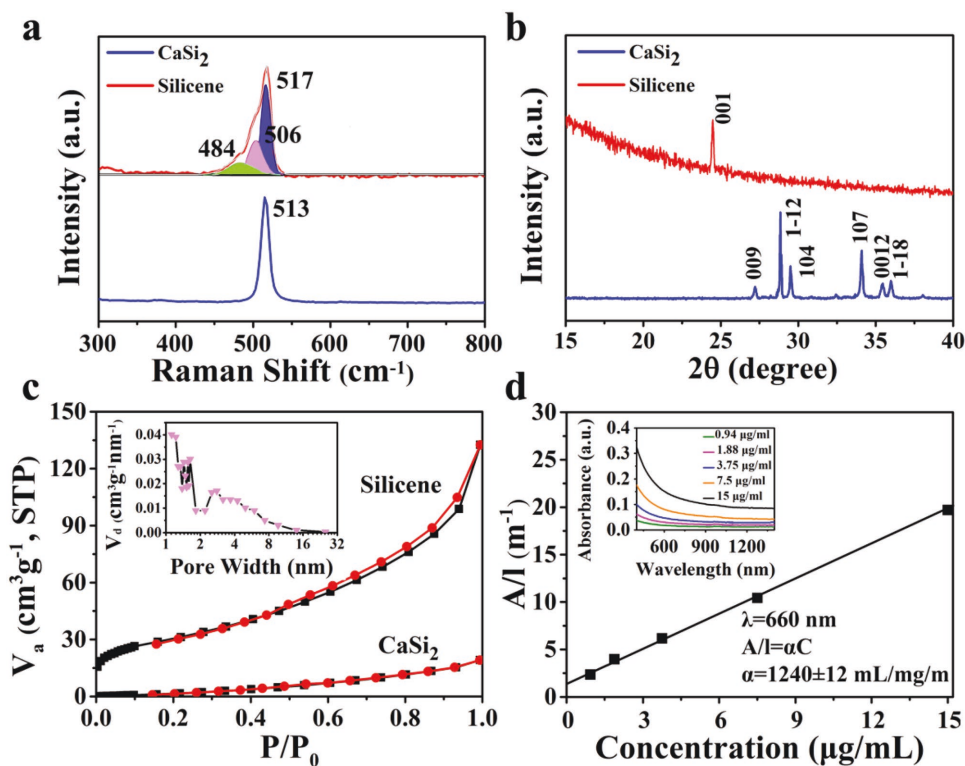 a
CaSi2
Silicene
517
506
484
513
Intensity (a.u.)
300 400 500 600 700 800
Raman Shift (cm-1)
b
CaSi2
Silicene
001
009
1-12
104
107
0012
1-18
Intensity (a.u.)
15 20 25 30 35 40
2θ (degree)
c
150
120
90
60
30
0
Va (cm3g-1, STP)
0.04
0.03
0.02
0.01
0.00
Vd (cm3g-1nm-1)
1 2 4 8 16 32
Pore Width (nm)
Silicene
CaSi2
0.0 0.2 0.4 0.6 0.8 1.0
P/P0
d
30
25
20
15
10
5
0
A/l (m-1)
0.4
0.3
0.2
0.1
0.0
Absorbance (a.u.)
0.94 μg/ml
1.88 μg/ml
3.75 μg/ml
7.5 μg/ml
15 μg/ml
600 900 1200
Wavelength (nm)
λ=660 nm
A/l=αC
α=1240±12 mL/mg/m
0 3 6 9 12 15
Concentration (μg/mL)